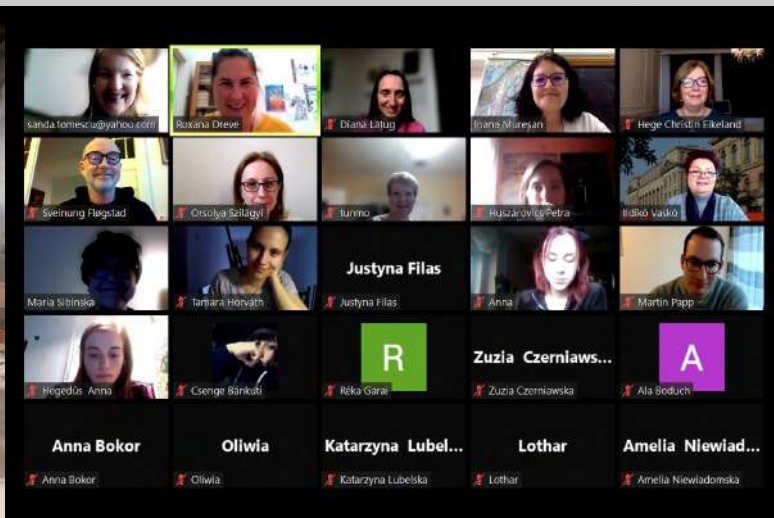 sanda.tomescu@yahoo.com
Roxana Dreve
Diana Lațug
Ioana Mureșan
Hege Christin Eikeland
Sveinung Fløgstad
Orsolya Szilágyi
tunmo
Huszárovics Petra
Ildikó Vaskó
Maria Sibinska
Tamara Horváth
Justyna Filas
Justyna Filas
Anna
Martin Papp
Hegedűs Anna
Csenge Bánkuti
R
Réka Garai
Zuzia Czerniaws...
Zuzia Czerniawska
A
Ala Boduch
Anna Bokor
Anna Bokor
Oliwia
Oliwia
Katarzyna Lubel...
Katarzyna Lubelska
Lothar
Lothar
Amelia Niewiad...
Amelia Niewiadomska